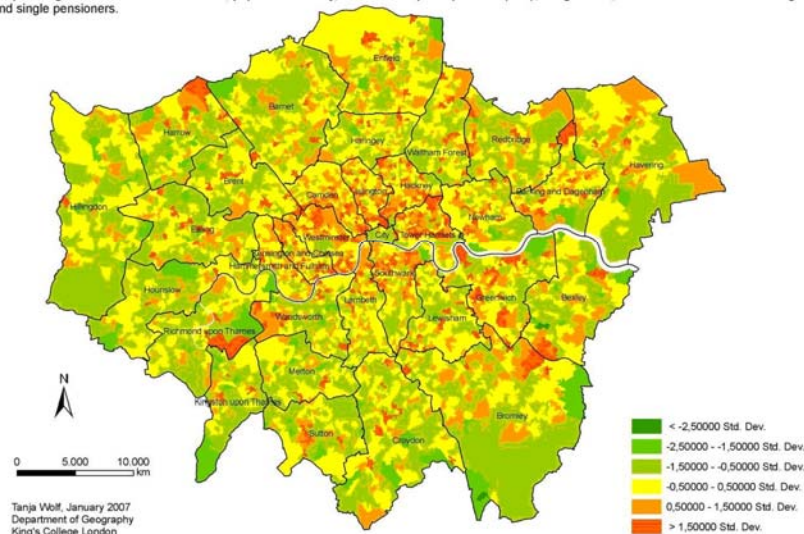 nd single pensioners.
Enfield
Barnet
Harrow
Haringey
Waltham Forest
Redbridge
Havering
Brent
Camden
Islington
Hackney
Barking and Dagenham
Hillingdon
Ealing
Westminster
City
Tower Hamlets
Newham
Kensington and Chelsea
Hammersmith and Fulham
Southwark
Hounslow
Lambeth
Greenwich
Bexley
Richmond upon Thames
Wandsworth
Lewisham
Merton
Kingston upon Thames
Bromley
Sutton
Croydon
N
0 5.000 10.000
km
Tanja Wolf, January 2007
Department of Geography
King's College London
< -2,50000 Std. Dev.
-2,50000 - -1,50000 Std. Dev.
-1,50000 - -0,50000 Std. Dev.
-0,50000 - 0,50000 Std. Dev.
0,50000 - 1,50000 Std. Dev.
> 1,50000 Std. Dev.